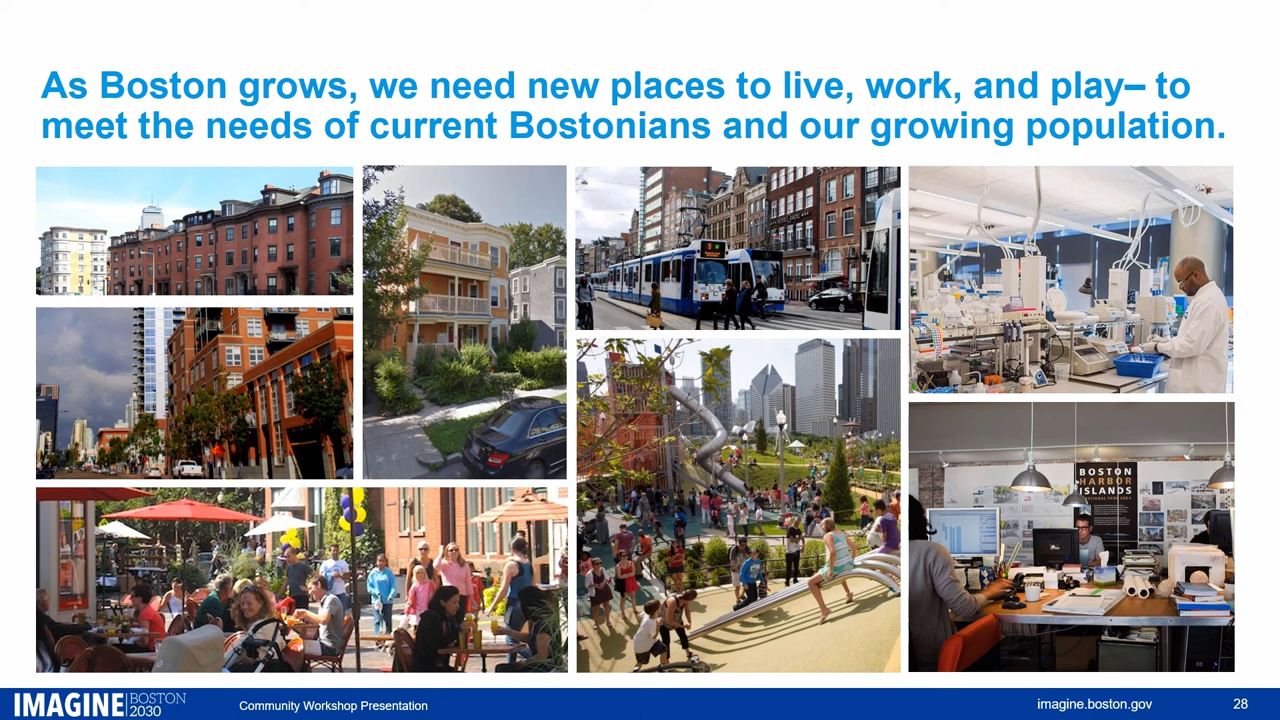 As Boston grows, we need new places to live, work, and play– to
meet the needs of current Bostonians and our growing population.
BOSTON
HARBOR
ISLANDS
IMAGINE BOSTON
2030
Community Workshop Presentation
imagine.boston.gov
28